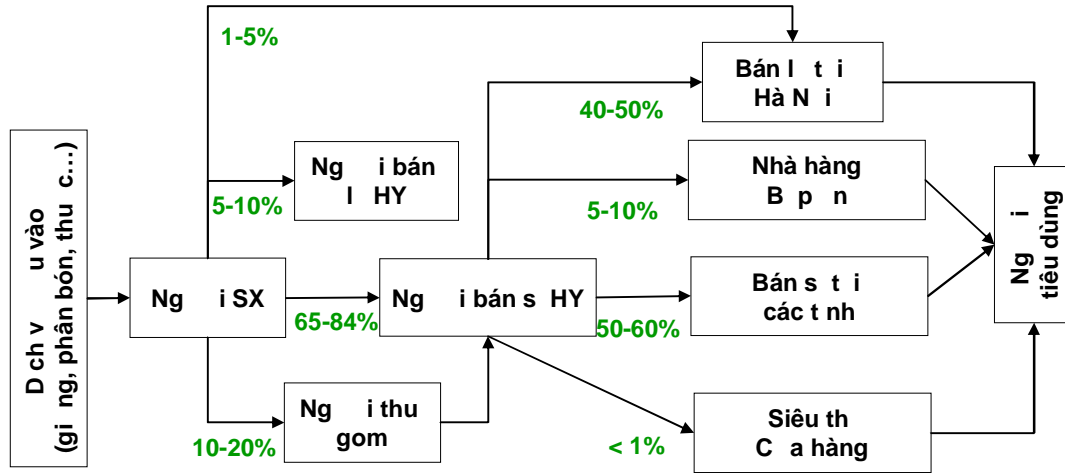 D ch v u vào
(gi ng, phân bón, thu c...)
1-5%
Bán l t i
Hà N i
40-50%
Ng i bán
l HY
5-10%
Nhà hàng
B p n
5-10%
Ng i
tiêu dùng
Ng i SX
65-84%
Ng i bán s HY
50-60%
Bán s t i
các t nh
Ng i thu
gom
10-20%
< 1%
Siêu th
C a hàng